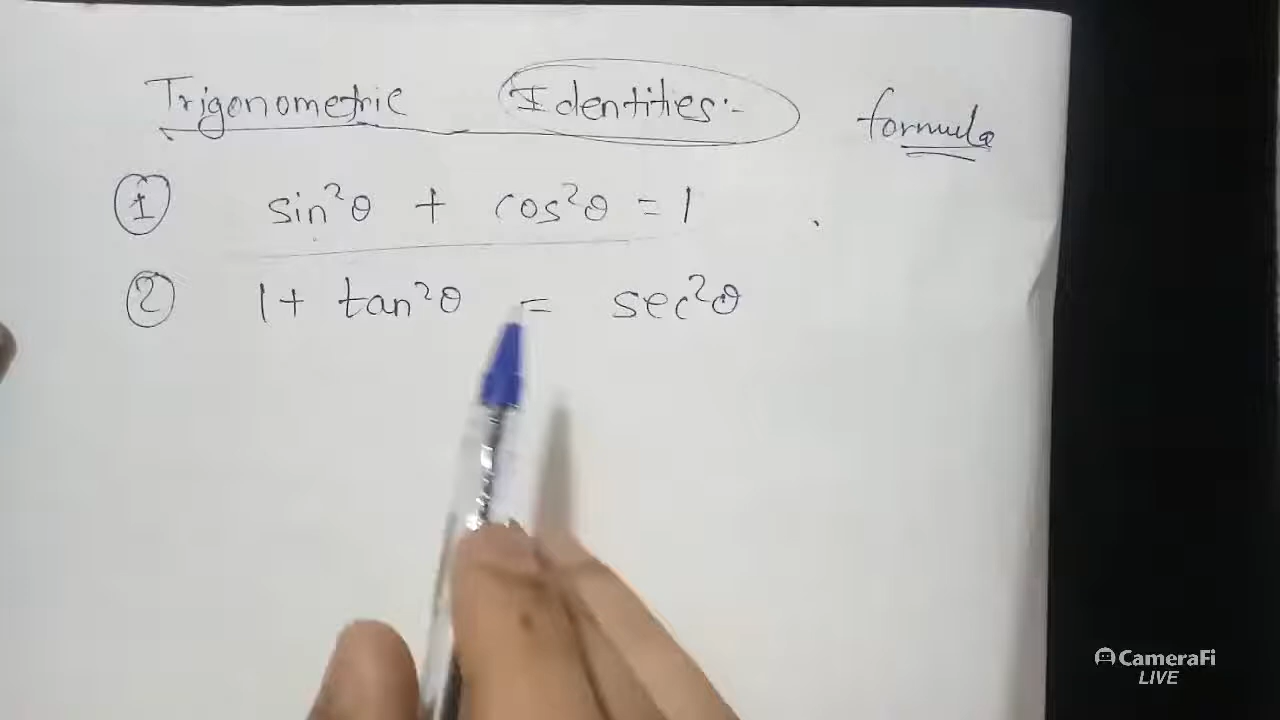 Trigonometric Identities:- formula
① sin²θ + cos²θ = 1
② 1 + tan²θ = sec²θ
CameraFi
LIVE